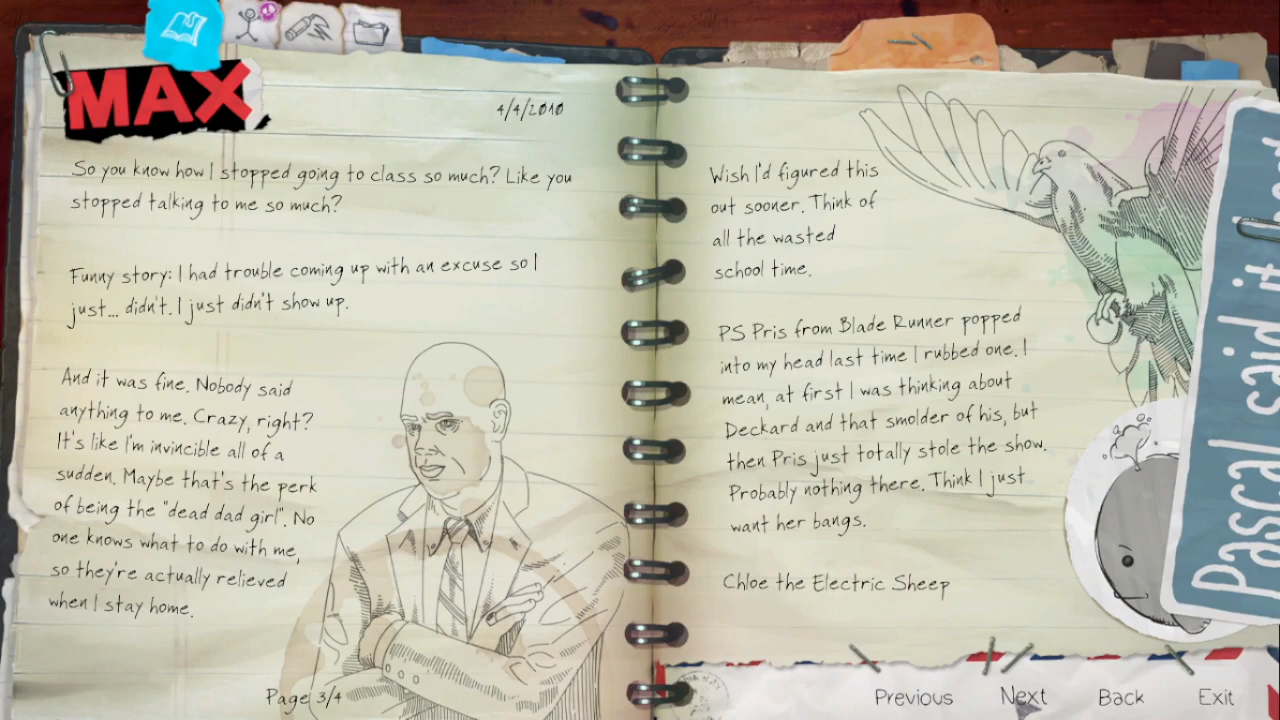 MAX
4/4/2010
So you know how I stopped going to class so much? Like you
stopped talking to me so much?
Funny story: I had trouble coming up with an excuse so I
just... didn't. I just didn't show up.
And it was fine. Nobody said
anything to me. Crazy, right?
It's like I'm invincible all of a
sudden. Maybe that's the perk
of being the "dead dad girl". No
one knows what to do with me,
so they're actually relieved
when I stay home.
Page 3/4
Wish I'd figured this
out sooner. Think of
all the wasted
school time.
PS Pris from Blade Runner popped
into my head last time I rubbed one. I
mean, at first I was thinking about
Deckard and that smolder of his, but
then Pris just totally stole the show.
Probably nothing there. Think I just
want her bangs.
Chloe the Electric Sheep
Pascal said it
Previous
Next
Back
Exit